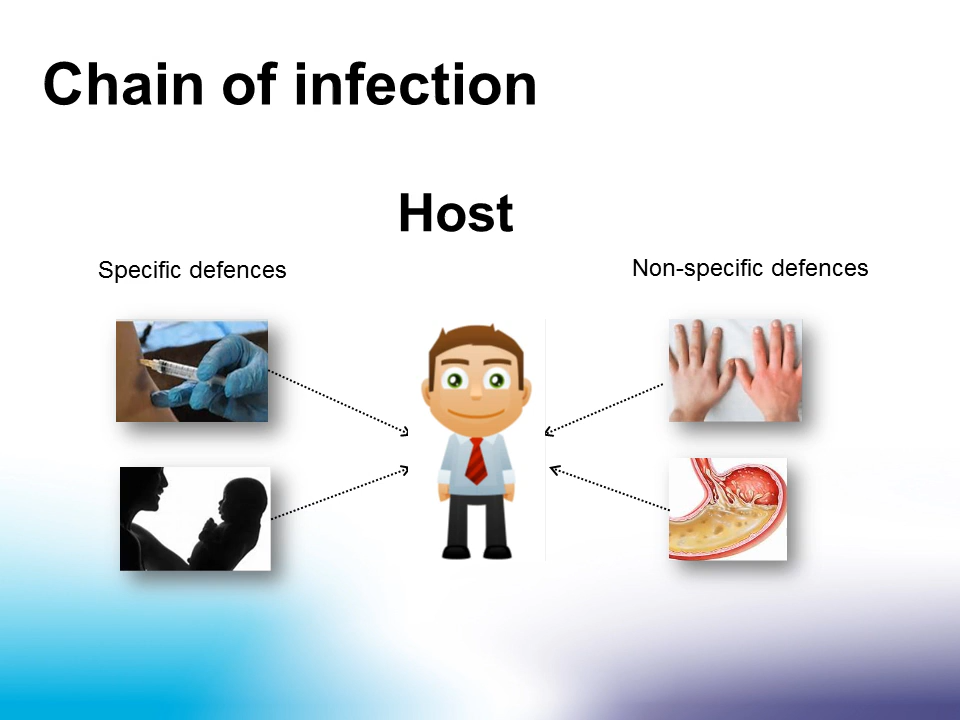 Chain of infection
Host
Specific defences
Non-specific defences